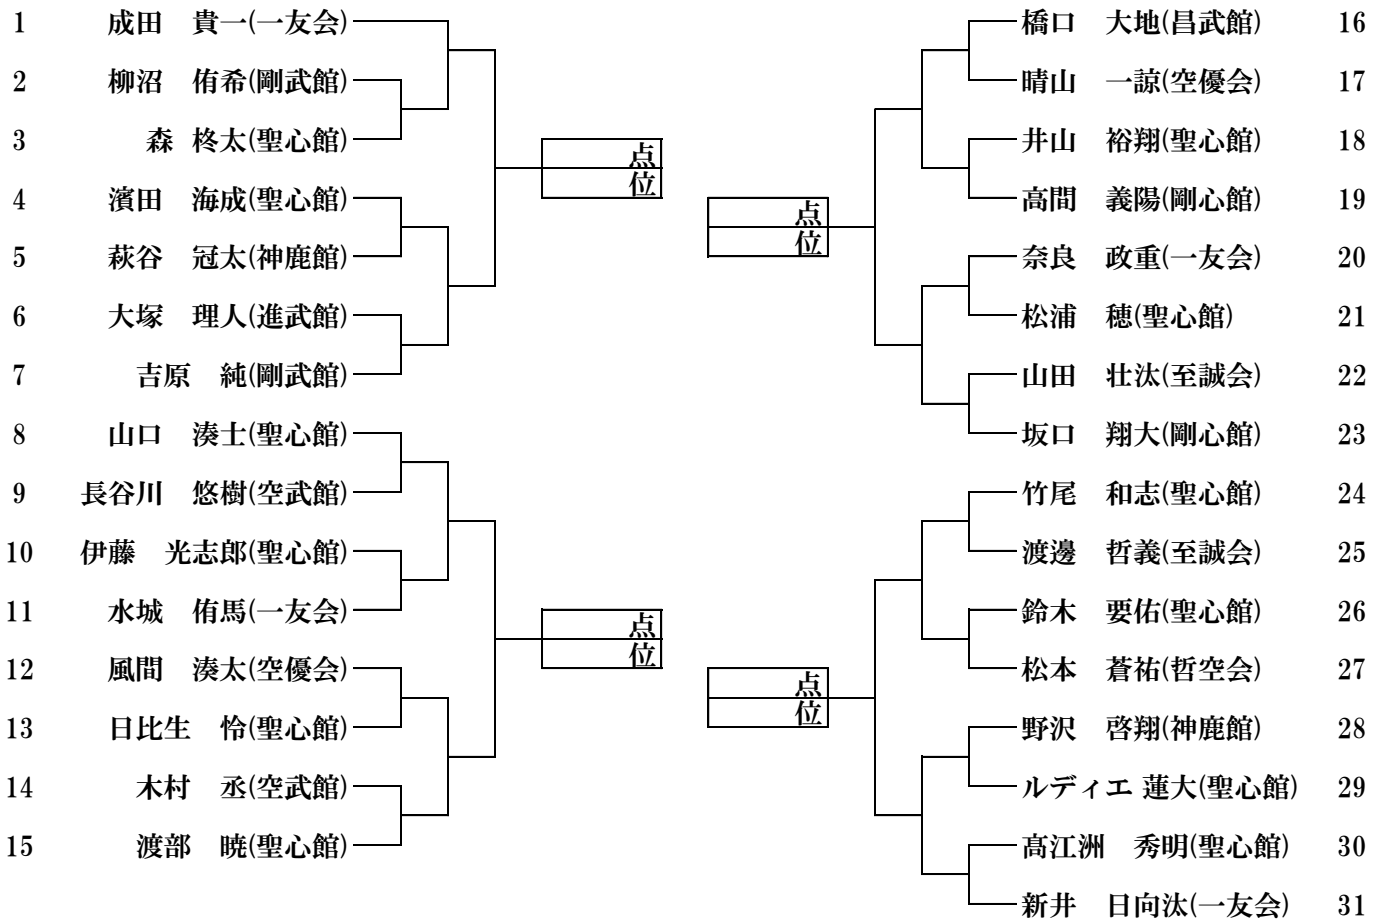 1 成田 貴一(一友会)
2 柳沼 侑希(剛武館)
3 森 柊太(聖心館)
4 濱田 海成(聖心館)
5 萩谷 冠太(神鹿館)
6 大塚 理人(進武館)
7 吉原 純(剛武館)
8 山口 湊士(聖心館)
9 長谷川 悠樹(空武館)
10 伊藤 光志郎(聖心館)
11 水城 侑馬(一友会)
12 風間 湊太(空優会)
13 日比生 怜(聖心館)
14 木村 丞(空武館)
15 渡部 暁(聖心館)
点
位
点
位
点
位
点
位
橋口 大地(昌武館) 16
晴山 一諒(空優会) 17
井山 裕翔(聖心館) 18
高間 義陽(剛心館) 19
奈良 政重(一友会) 20
松浦 穂(聖心館) 21
山田 壮汰(至誠会) 22
坂口 翔大(剛心館) 23
竹尾 和志(聖心館) 24
渡邊 哲義(至誠会) 25
鈴木 要佑(聖心館) 26
松本 蒼祐(哲空会) 27
野沢 啓翔(神鹿館) 28
ルディエ 蓮大(聖心館) 29
髙江洲 秀明(聖心館) 30
新井 日向汰(一友会) 31